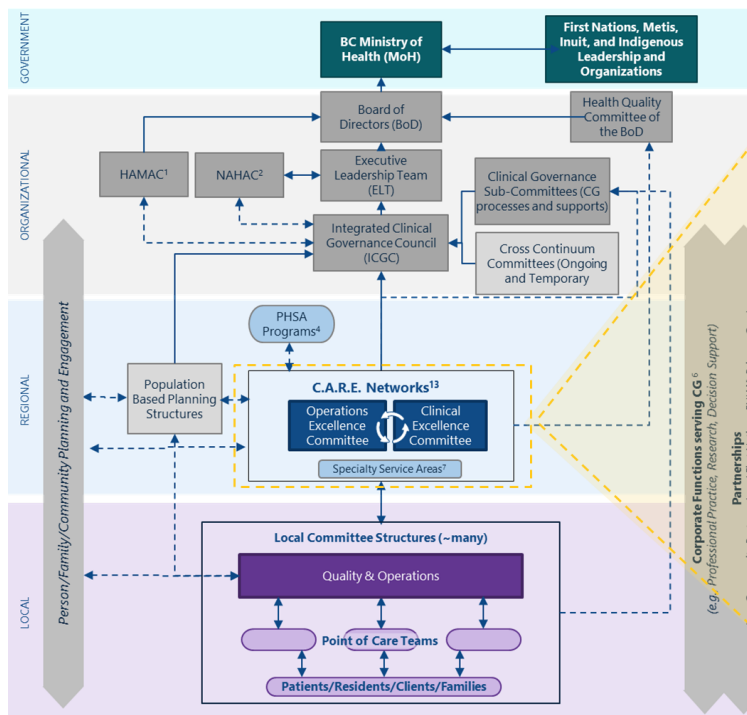 GOVERNMENT
BC Ministry of
Health (MoH)
First Nations, Metis,
Inuit, and Indigenous
Leadership and
Organizations
ORGANIZATIONAL
Board of
Directors (BoD)
Health Quality
Committee of
the BoD
HAMAC¹
NAHAC²
Executive
Leadership Team
(ELT)
Clinical Governance
Sub-Committees (CG
processes and supports)
Integrated Clinical
Governance Council
(ICGC)
Cross Continuum
Committees (Ongoing
and Temporary
REGIONAL
PHSA
Programs⁴
Population
Based Planning
Structures
C.A.R.E. Networks¹³
Operations
Excellence
Committee
Clinical
Excellence
Committee
Specialty Service Areas⁷
Person/Family/Community Planning and Engagement
Corporate Functions serving CG ⁶
(e.g. Professional Practice, Research, Decision Support)
Partnerships
LOCAL
Local Committee Structures (~many)
Quality & Operations
Point of Care Teams
Patients/Residents/Clients/Families